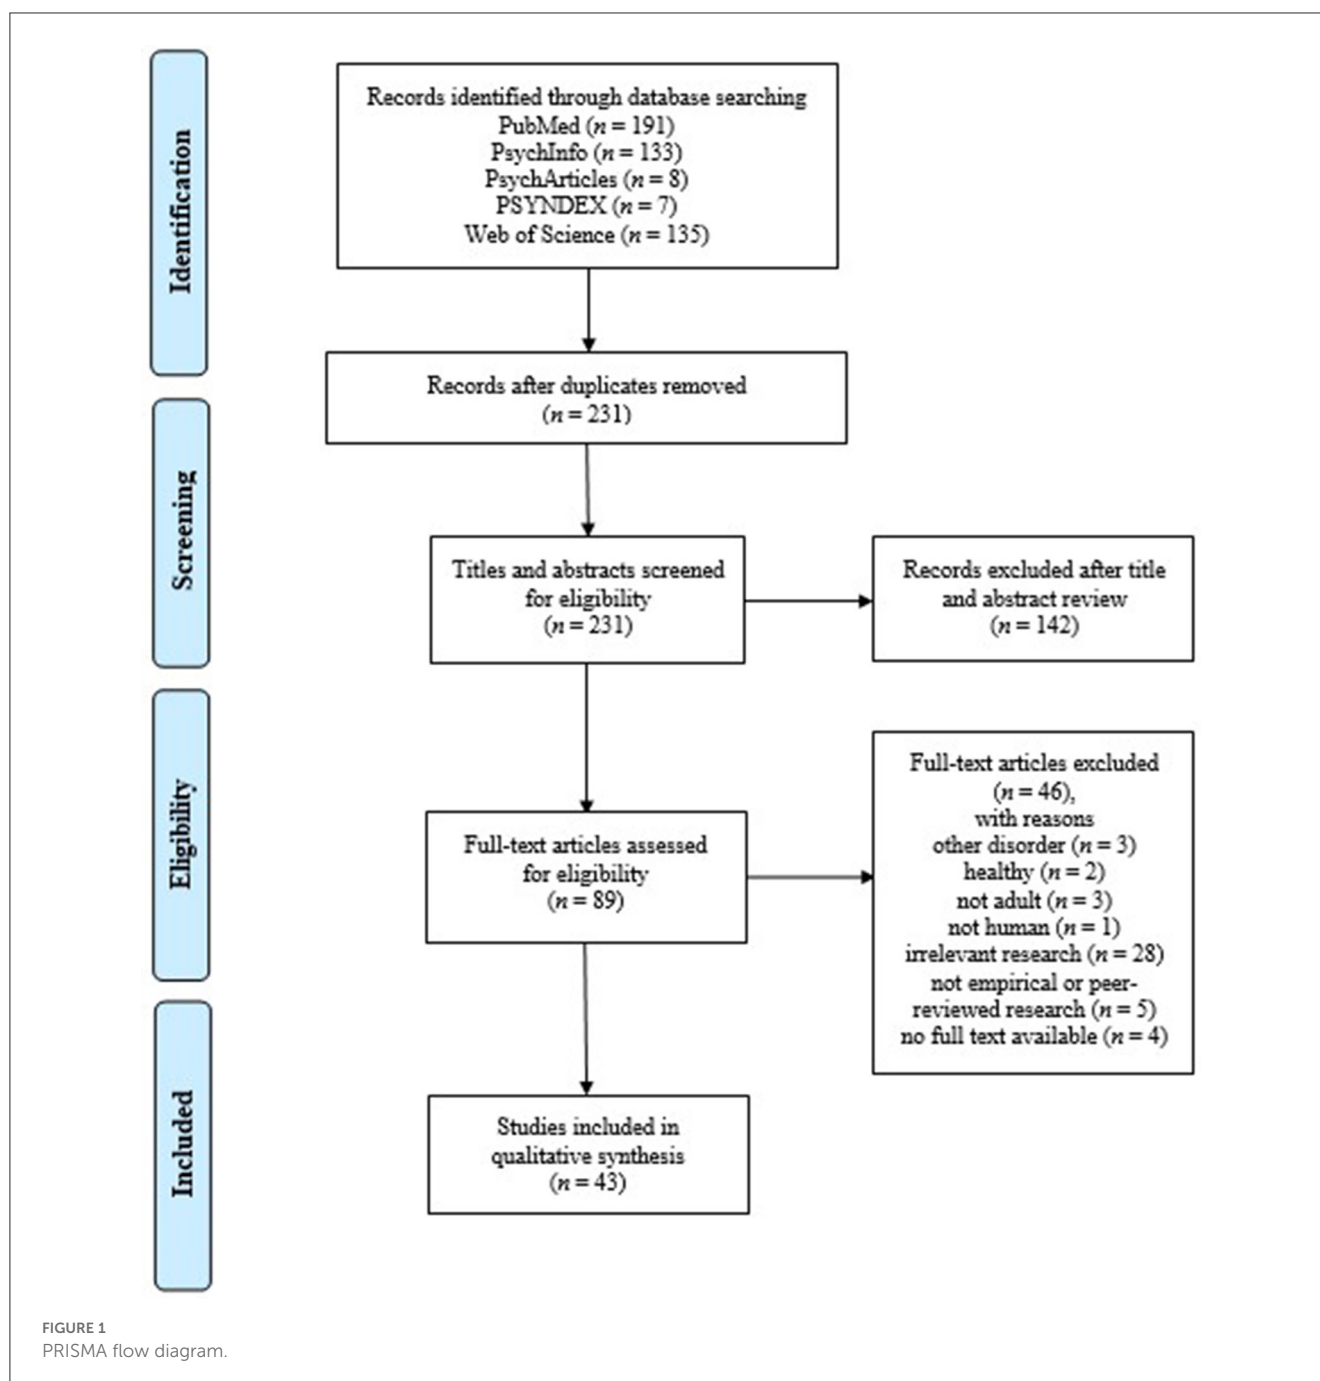 Identification
Records identified through database searching
PubMed (n = 191)
PsychInfo (n = 133)
PsychArticles (n = 8)
PSYNDEX (n = 7)
Web of Science (n = 135)
Records after duplicates removed
(n = 231)
Screening
Titles and abstracts screened
for eligibility
(n = 231)
Records excluded after title
and abstract review
(n = 142)
Eligibility
Full-text articles assessed
for eligibility
(n = 89)
Full-text articles excluded
(n = 46),
with reasons
other disorder (n = 3)
healthy (n = 2)
not adult (n = 3)
not human (n = 1)
irrelevant research (n = 28)
not empirical or peer-
reviewed research (n = 5)
no full text available (n = 4)
Included
Studies included in
qualitative synthesis
(n = 43)
FIGURE 1
PRISMA flow diagram.